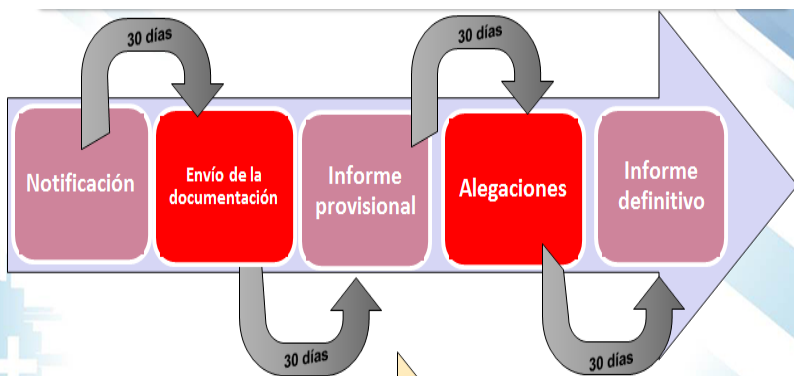 30 días
30 días
Notificación
Envío de la
documentación
Informe
provisional
Alegaciones
Informe
definitivo
30 días
30 días